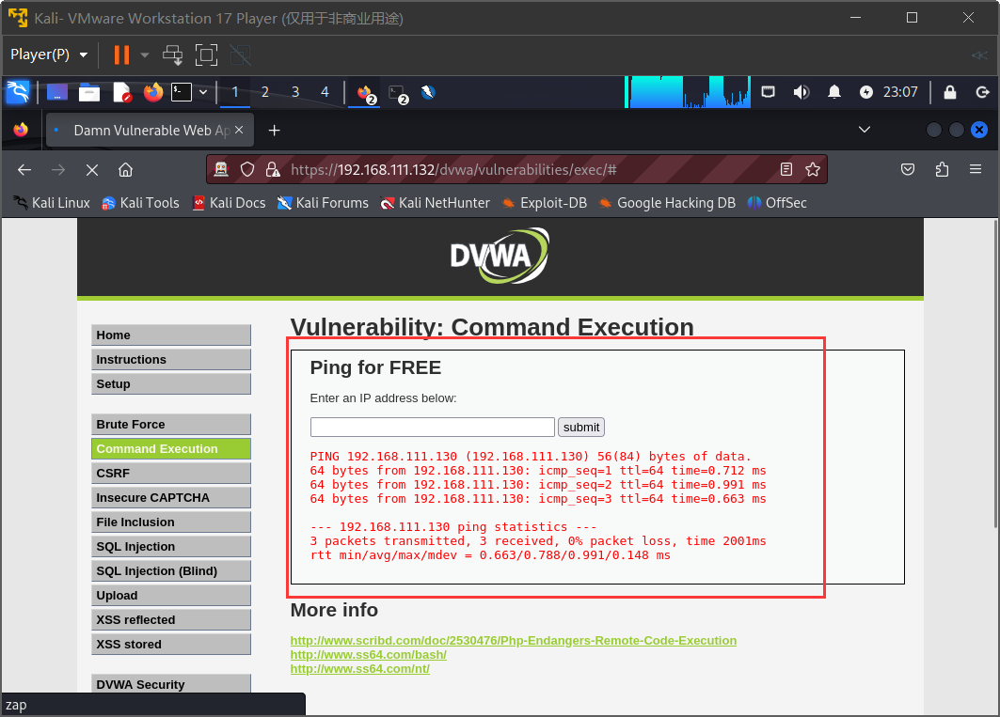 Kali- VMware Workstation 17 Player (仅用于非商业用途)
Player(P)
1 2 3 4 2 2 23:07
Damn Vulnerable Web Ap
https://192.168.111.132/dvwa/vulnerabilities/exec/#
Kali Linux Kali Tools Kali Docs Kali Forums Kali NetHunter Exploit-DB Google Hacking DB OffSec
DVWA
Home
Instructions
Setup
Brute Force
Command Execution
CSRF
Insecure CAPTCHA
File Inclusion
SQL Injection
SQL Injection (Blind)
Upload
XSS reflected
XSS stored
DVWA Security
Vulnerability: Command Execution
Ping for FREE
Enter an IP address below:
submit
PING 192.168.111.130 (192.168.111.130) 56(84) bytes of data.
64 bytes from 192.168.111.130: icmp_seq=1 ttl=64 time=0.712 ms
64 bytes from 192.168.111.130: icmp_seq=2 ttl=64 time=0.991 ms
64 bytes from 192.168.111.130: icmp_seq=3 ttl=64 time=0.663 ms
--- 192.168.111.130 ping statistics ---
3 packets transmitted, 3 received, 0% packet loss, time 2001ms
rtt min/avg/max/mdev = 0.663/0.788/0.991/0.148 ms
More info
http://www.scribd.com/doc/2530476/Php-Endangers-Remote-Code-Execution
http://www.ss64.com/bash/
http://www.ss64.com/nt/
zap